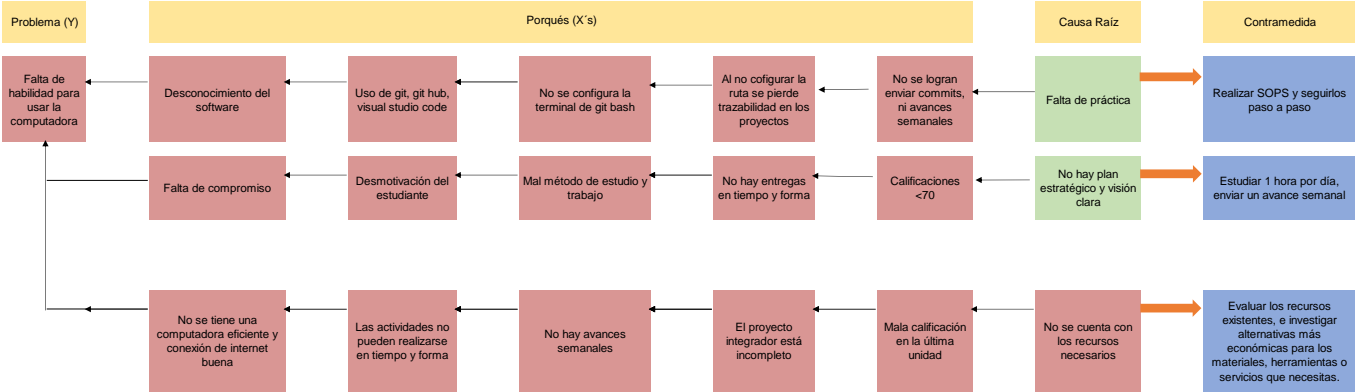 Problema (Y)
Porqués (X´s)
Causa Raíz
Contramedida
Falta de
habilidad para
usar la
computadora
Desconocimiento del
software
Uso de git, git hub,
visual studio code
No se configura la
terminal de git bash
Al no cofigurar la
ruta se pierde
trazabilidad en los
proyectos
No se logran
enviar commits,
ni avances
semanales
Falta de práctica
Realizar SOPS y seguirlos
paso a paso
Falta de compromiso
Desmotivación del
estudiante
Mal método de estudio y
trabajo
No hay entregas
en tiempo y forma
Calificaciones
<70
No hay plan
estratégico y visión
clara
Estudiar 1 hora por día,
enviar un avance semanal
No se tiene una
computadora eficiente y
conexión de internet
buena
Las actividades no
pueden realizarse
en tiempo y forma
No hay avances
semanales
El proyecto
integrador está
incompleto
Mala calificación
en la última
unidad
No se cuenta con
los recursos
necesarios
Evaluar los recursos
existentes, e investigar
alternativas más
económicas para los
materiales, herramientas o
servicios que necesitas.